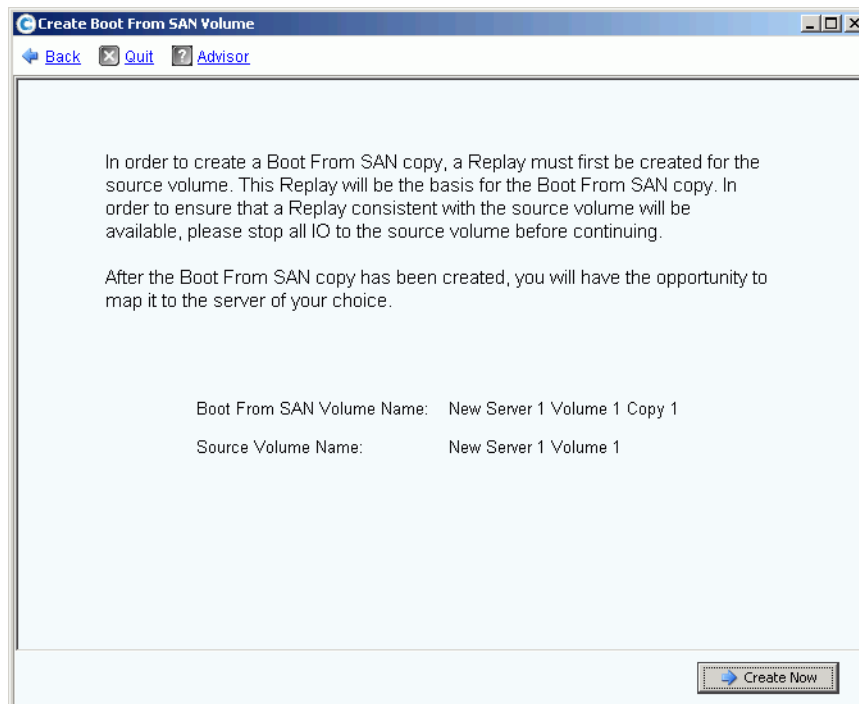 Create Boot From SAN Volume
Back Quit Advisor
In order to create a Boot From SAN copy, a Replay must first be created for the
source volume. This Replay will be the basis for the Boot From SAN copy. In
order to ensure that a Replay consistent with the source volume will be
available, please stop all IO to the source volume before continuing.
After the Boot From SAN copy has been created, you will have the opportunity to
map it to the server of your choice.
Boot From SAN Volume Name: New Server 1 Volume 1 Copy 1
Source Volume Name: New Server 1 Volume 1
Create Now